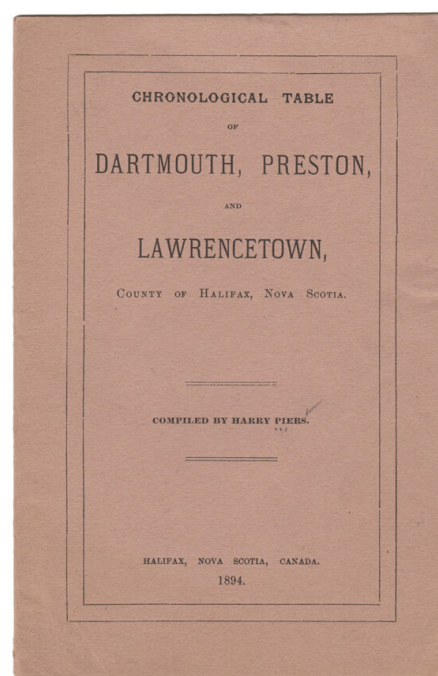 CHRONOLOGICAL TABLE
OF
DARTMOUTH, PRESTON,
AND
LAWRENCETOWN,
COUNTY OF HALIFAX, NOVA SCOTIA.
COMPILED BY HARRY PIERS.
HALIFAX, NOVA SCOTIA, CANADA.
1894.